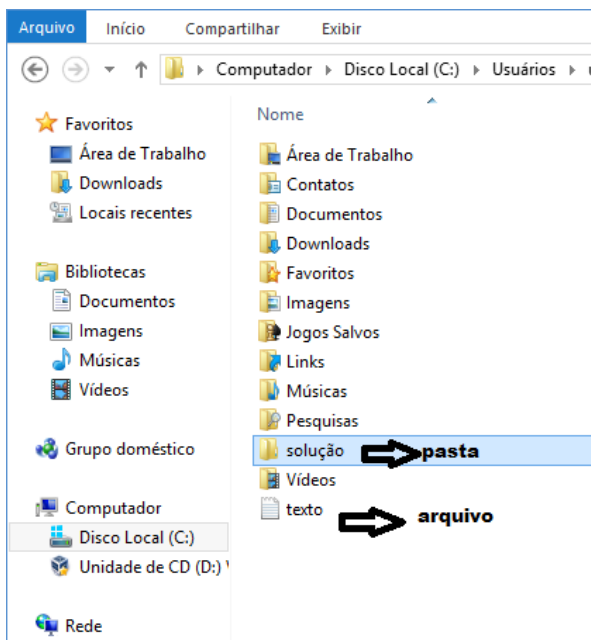 Arquivo Início Compartilhar Exibir
Computador Disco Local (C:) Usuários
Favoritos
Área de Trabalho
Downloads
Locais recentes
Bibliotecas
Documentos
Imagens
Músicas
Vídeos
Grupo doméstico
Computador
Disco Local (C:)
Unidade de CD (D:)
Rede
Nome
Área de Trabalho
Contatos
Documentos
Downloads
Favoritos
Imagens
Jogos Salvos
Links
Músicas
Pesquisas
solução pasta
Vídeos
texto arquivo